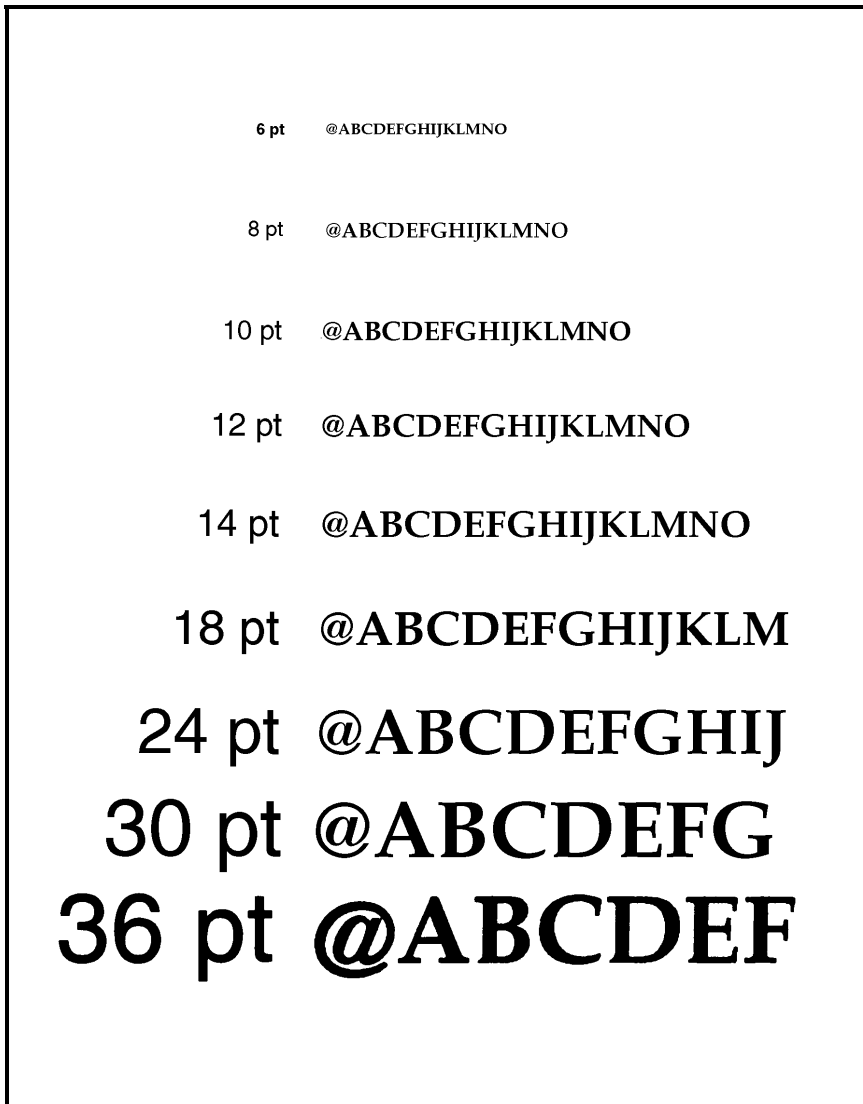 6 pt @ABCDEFGHIJKLMNO
8 pt @ABCDEFGHIJKLMNO
10 pt @ABCDEFGHIJKLMNO
12 pt @ABCDEFGHIJKLMNO
14 pt @ABCDEFGHIJKLMNO
18 pt @ABCDEFGHIJKLM
24 pt @ABCDEFGHIJ
30 pt @ABCDEFG
36 pt @ABCDEF